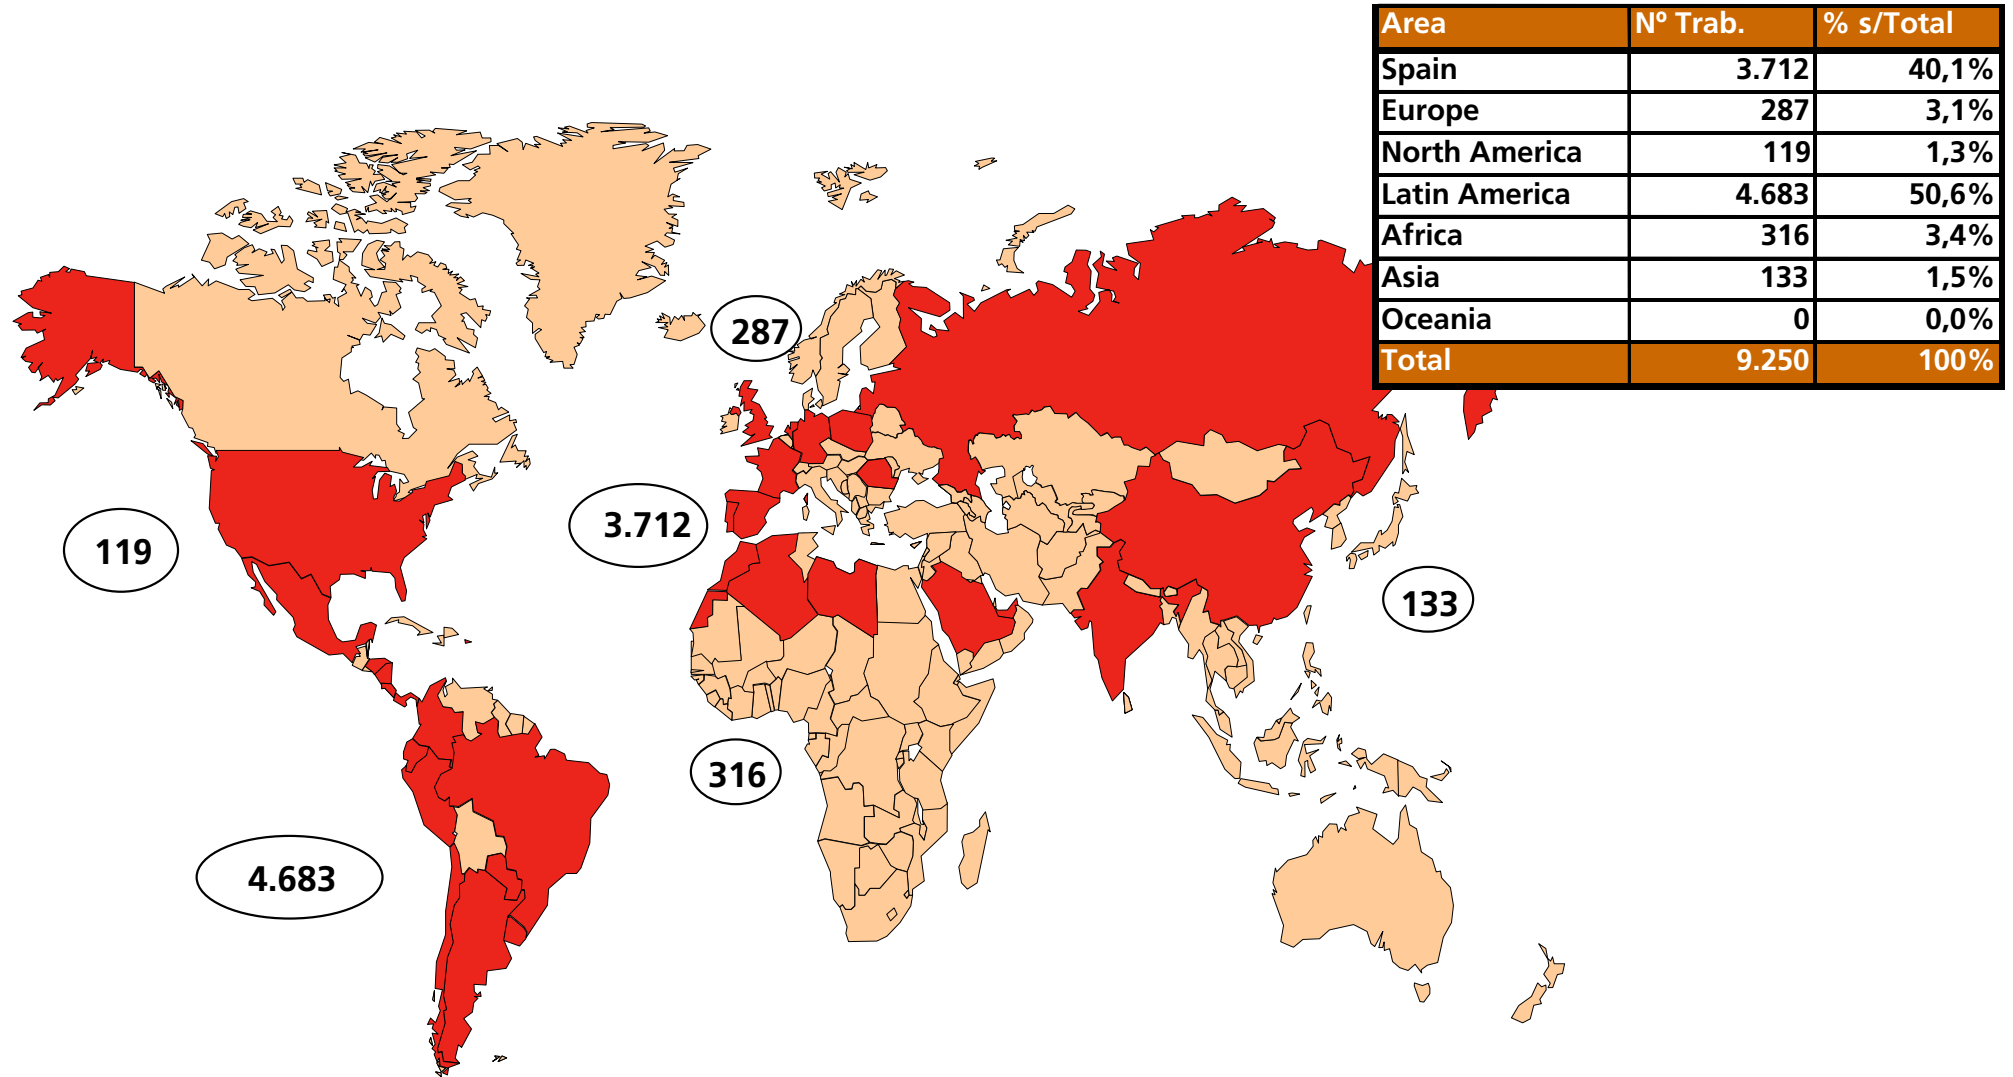 Area Nº Trab. % s/Total
Spain 3.712 40,1%
Europe 287 3,1%
North America 119 1,3%
Latin America 4.683 50,6%
Africa 316 3,4%
Asia 133 1,5%
Oceania 0 0,0%
Total 9.250 100%
287
3.712
119
133
316
4.683